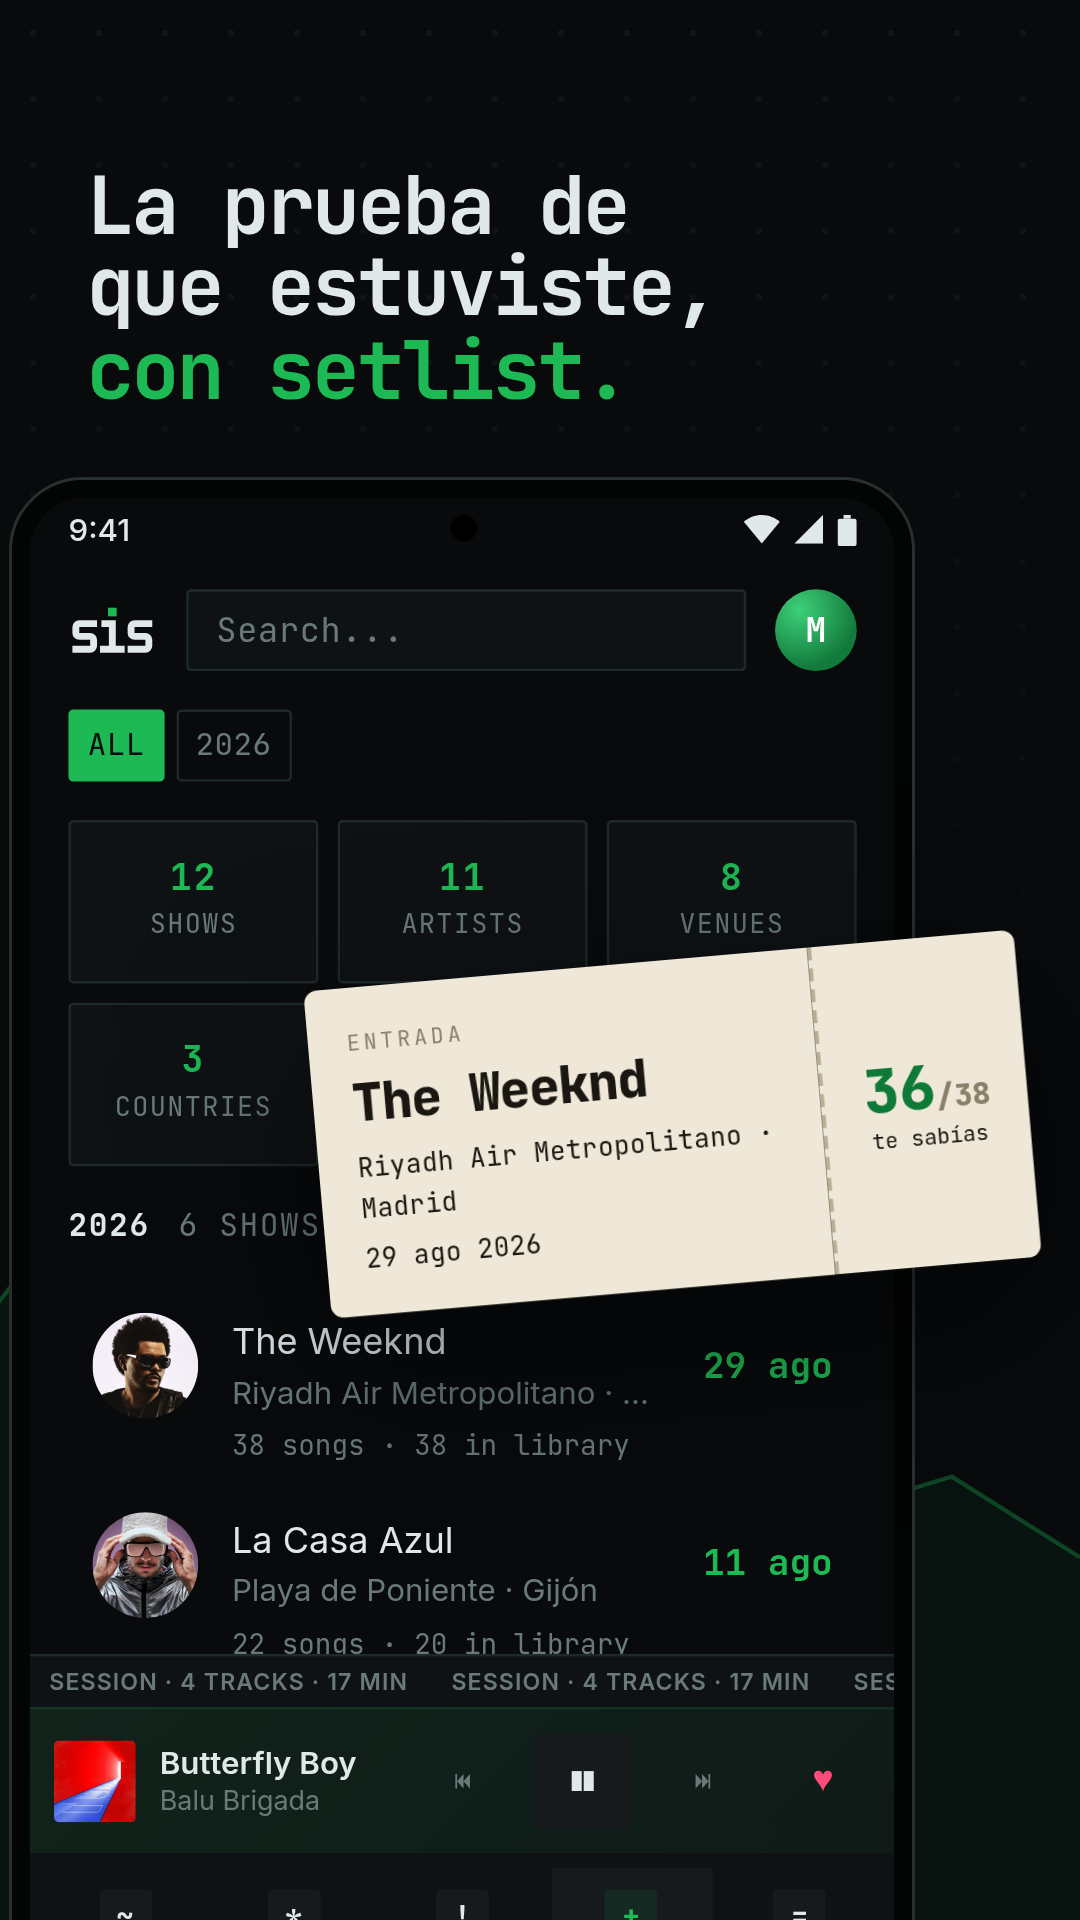 La prueba de
que estuviste,
con setlist.
9:41
sis
Search...
M
ALL
2026
12
SHOWS
11
ARTISTS
8
VENUES
3
COUNTRIES
ENTRADA
The Weeknd
Riyadh Air Metropolitano ·
Madrid
29 ago 2026
36/38
te sabías
2026 6 SHOWS
The Weeknd
Riyadh Air Metropolitano · ...
38 songs · 38 in library
29 ago
La Casa Azul
Playa de Poniente · Gijón
22 songs · 20 in library
11 ago
SESSION · 4 TRACKS · 17 MIN SESSION · 4 TRACKS · 17 MIN SES
Butterfly Boy
Balu Brigada
~ * ! + =